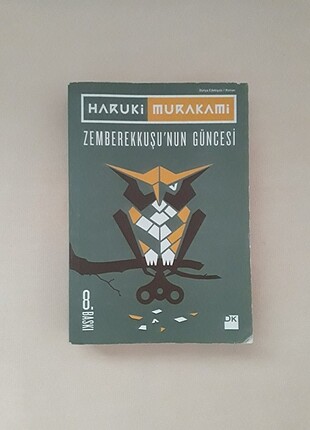 HARUKi MURAKAMi
ZEMBEREKKUŞU'NUN GÜNCESİ
8. BASKI
DK